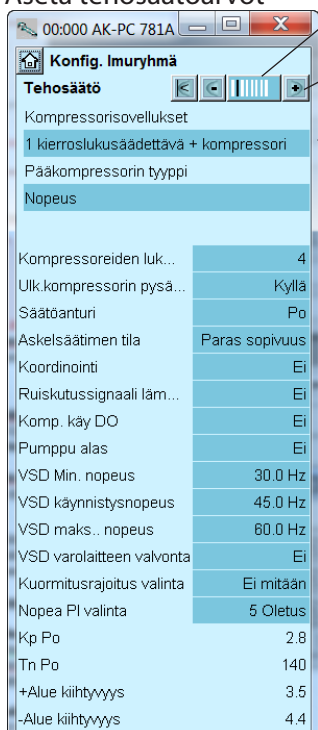 Aseta tehosäätöarvot
00:000 AK-PC 781A
Konfig. Imuryhmä
Tehosäätö
Kompressorisovellukset
1 kierroslukusäädettävä + kompressori
Pääkompressorin tyyppi
Nopeus
Kompressoreiden luk... 4
Ulk.kompressorin pysä... Kyllä
Säätöanturi Po
Askelsäätimen tila Paras sopivuus
Koordinointi Ei
Ruiskutussignaali läm... Ei
Komp. käy DO Ei
Pumppu alas Ei
VSD Min. nopeus 30.0 Hz
VSD käynnistysnopeus 45.0 Hz
VSD maks.. nopeus 60.0 Hz
VSD varolaitteen valvonta Ei
Kuormitusrajoitus valinta Ei mitään
Nopea PI valinta 5 Oletus
Kp Po 2.8
Tn Po 140
+Alue kiihtyvyys 3.5
-Alue kiihtyvyys 4.4